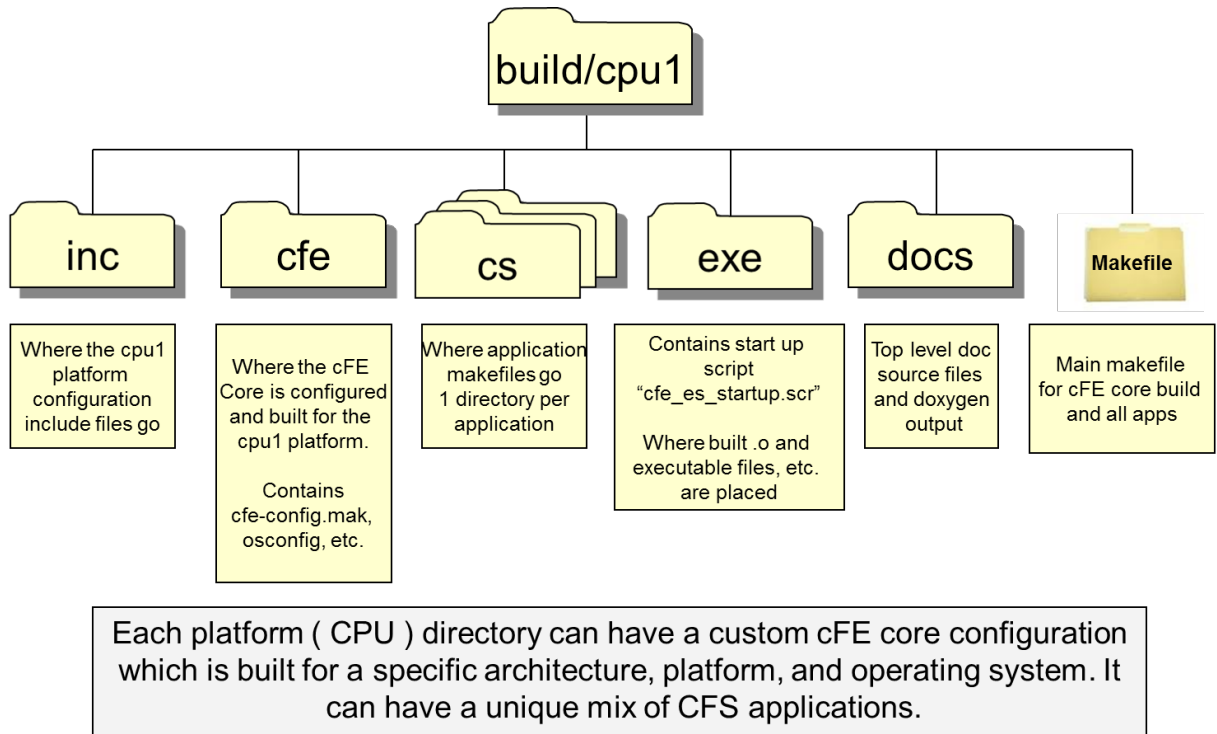 build/cpu1
inc
cfe
cs
exe
docs
Makefile
Where the cpu1
platform
configuration
include files go
Where the cFE
Core is configured
and built for the
cpu1 platform.
Contains
cfe-config.mak,
osconfig, etc.
Where application
makefiles go
1 directory per
application
Contains start up
script
“cfe_es_startup.scr”
Where built .o and
executable files, etc.
are placed
Top level doc
source files
and doxygen
output
Main makefile
for cFE core build
and all apps
Each platform ( CPU ) directory can have a custom cFE core configuration
which is built for a specific architecture, platform, and operating system. It
can have a unique mix of CFS applications.